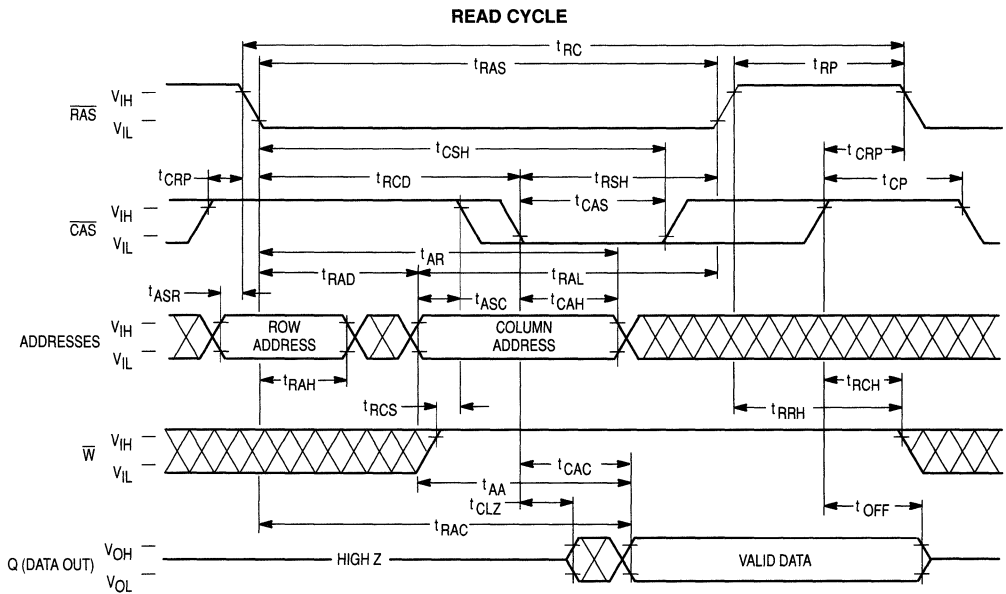 READ CYCLE
tRC
tRAS
tRP
RAS
VIH
VIL
tCSH
tCRP
tCRP
tRCD
tRSH
tCP
tCAS
CAS
VIH
VIL
tAR
tRAD
tRAL
tASR
tASC
tCAH
ADDRESSES
VIH
VIL
ROW
ADDRESS
COLUMN
ADDRESS
tRAH
tRCH
tRCS
tRRH
W
VIH
VIL
tCAC
tAA
tCLZ
tOFF
tRAC
Q (DATA OUT)
VOH
VOL
HIGH Z
VALID DATA